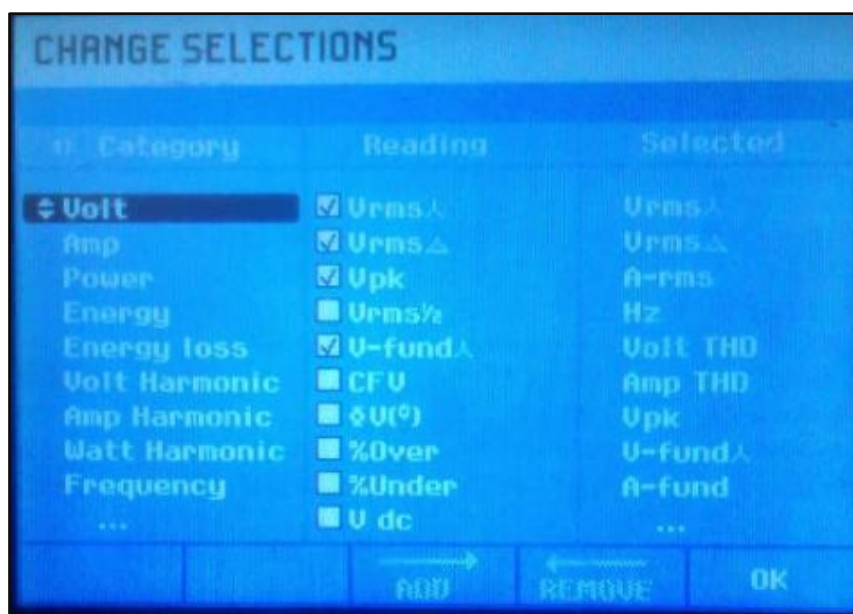 CHANGE SELECTIONS
Category Reading Selected
Volt Vrms⅄ Vrms⅄
Amp Vrms△ Vrms△
Power Vpk A-rms
Energy Vrms½ Hz
Energy loss V-fund⅄ Volt THD
Volt Harmonic CFV Amp THD
Amp Harmonic δV(°) Vpk
Watt Harmonic %Over V-fund⅄
Frequency %Under A-fund
... V dc ...
ADD REMOVE OK